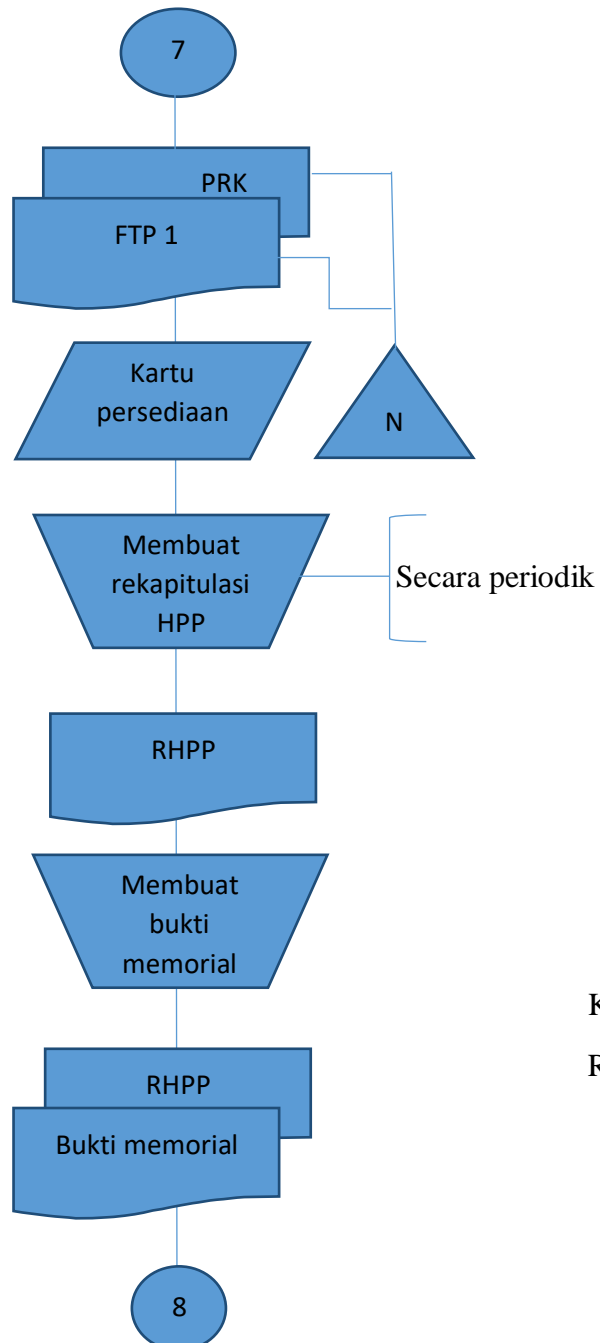 7
PRK
FTP 1
Kartu
persediaan
N
Membuat
rekapitulasi
HPP
Secara periodik
RHPP
Membuat
bukti
memorial
K
R
RHPP
Bukti memorial
8